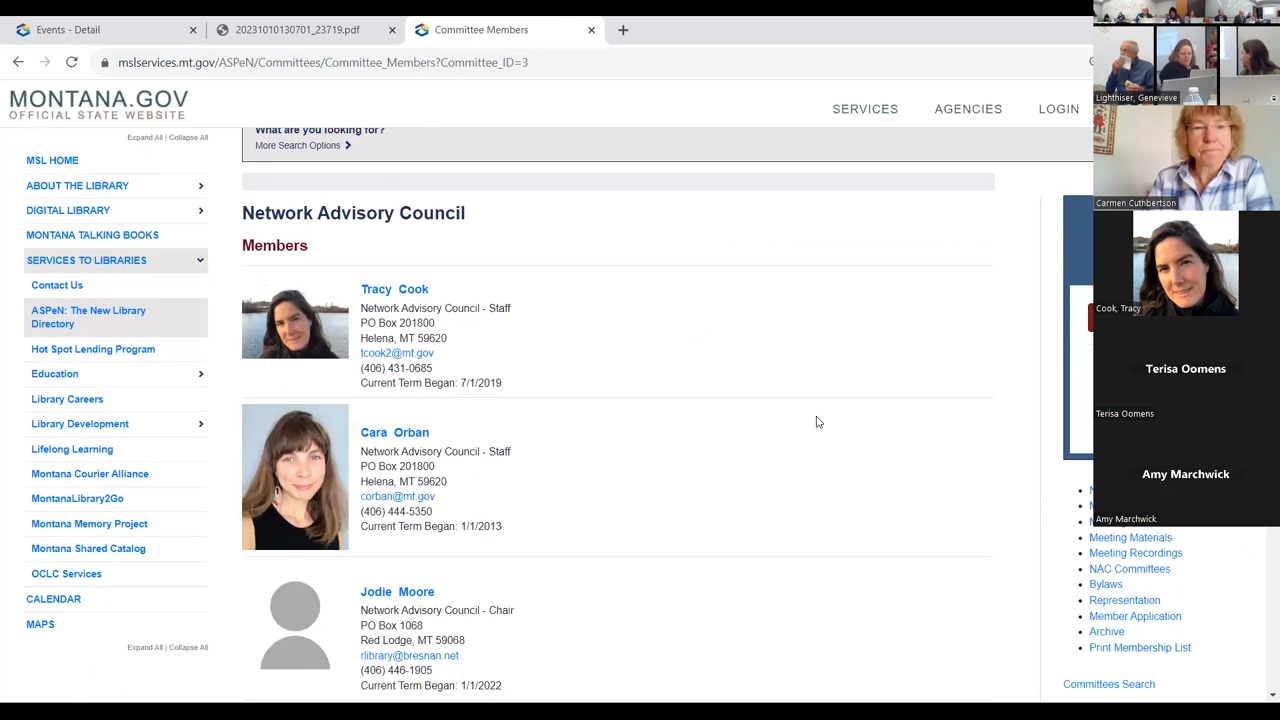 Events - Detail
20231010130701_23719.pdf
Committee Members
mslservices.mt.gov/ASPeN/Committees/Committee_Members?Committee_ID=3
MONTANA.GOV
OFFICIAL STATE WEBSITE
SERVICES
AGENCIES
LOGIN
Expand All | Collapse All
MSL HOME
ABOUT THE LIBRARY
DIGITAL LIBRARY
MONTANA TALKING BOOKS
SERVICES TO LIBRARIES
Contact Us
ASPeN: The New Library
Directory
Hot Spot Lending Program
Education
Library Careers
Library Development
Lifelong Learning
Montana Courier Alliance
MontanaLibrary2Go
Montana Memory Project
Montana Shared Catalog
OCLC Services
CALENDAR
MAPS
Expand All | Collapse All
What are you looking for?
More Search Options
Network Advisory Council
Members
Tracy Cook
Network Advisory Council - Staff
PO Box 201800
Helena, MT 59620
tcook2@mt.gov
(406) 431-0685
Current Term Began: 7/1/2019
Cara Orban
Network Advisory Council - Staff
PO Box 201800
Helena, MT 59620
corban@mt.gov
(406) 444-5350
Current Term Began: 1/1/2013
Jodie Moore
Network Advisory Council - Chair
PO Box 1068
Red Lodge, MT 59068
rlibrary@bresnan.net
(406) 446-1905
Current Term Began: 1/1/2022
Meeting Materials
Meeting Recordings
NAC Committees
Bylaws
Representation
Member Application
Archive
Print Membership List
Committees Search
Lighthiser, Genevieve
Carmen Cuthbertson
Cook, Tracy
Terisa Oomens
Terisa Oomens
Amy Marchwick
Amy Marchwick